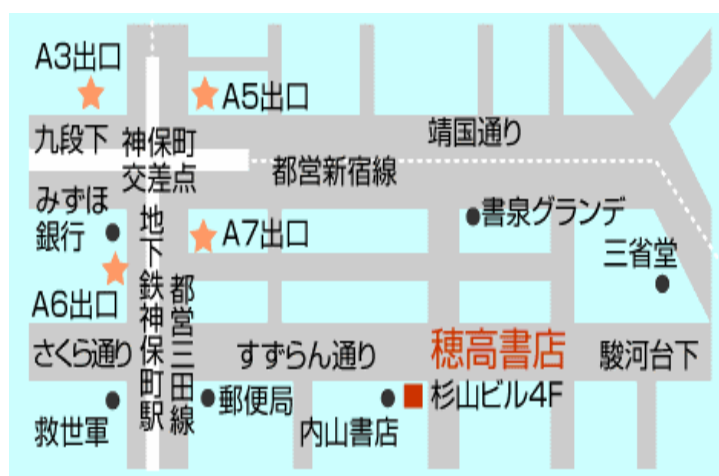 A3出口
A5出口
九段下
神保町
交差点
靖国通り
都営新宿線
みずほ
銀行
A7出口
書泉グランデ
三省堂
A6出口
地下鉄神保町駅
都営三田線
さくら通り
すずらん通り
穂高書店
駿河台下
杉山ビル4F
郵便局
内山書店
救世軍